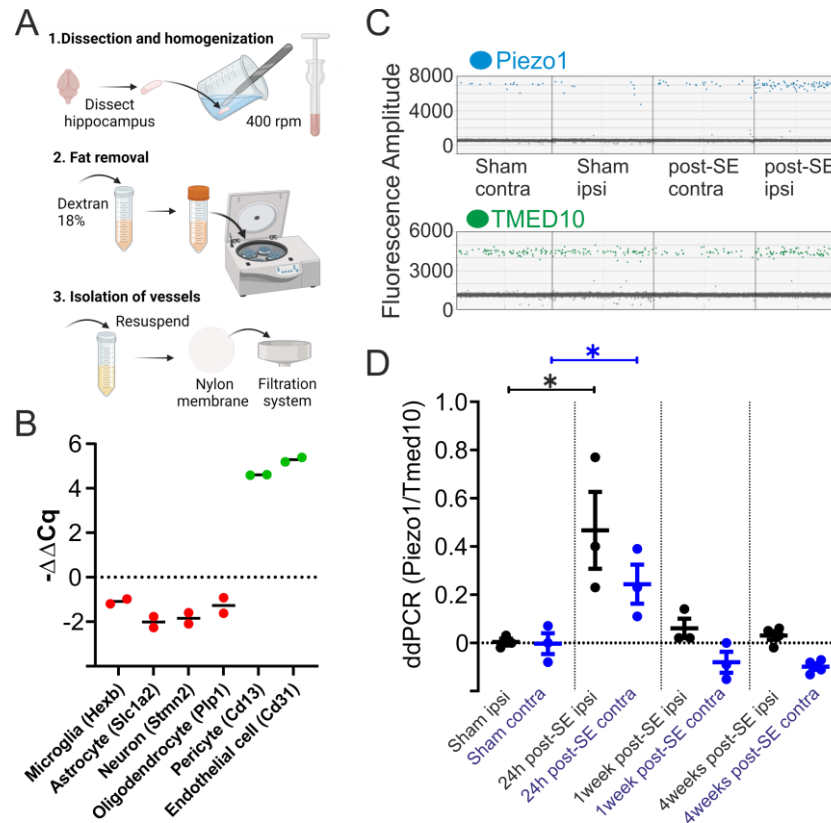 A
1.Dissection and homogenization
Dissect
hippocampus
400 rpm
2. Fat removal
Dextran
18%
3. Isolation of vessels
Resuspend
Nylon
membrane
Filtration
system
B
-ΔΔCq
6
4
2
0
-2
Microglia (Hexb)
Astrocyte (Slc1a2)
Neuron (Stmn2)
Oligodendrocyte (Plp1)
Pericyte (Cd13)
Endothelial cell (Cd31)
C
Fluorescence Amplitude
Piezo1
8000
4000
0
Sham
contra
Sham
ipsi
post-SE
contra
post-SE
ipsi
TMED10
6000
3000
0
D
*
*
ddPCR (Piezo1/Tmed10)
1.0
0.8
0.6
0.4
0.2
0
Sham ipsi
Sham contra
24h post-SE ipsi
24h post-SE contra
1week post-SE ipsi
1week post-SE contra
4weeks post-SE ipsi
4weeks post-SE contra